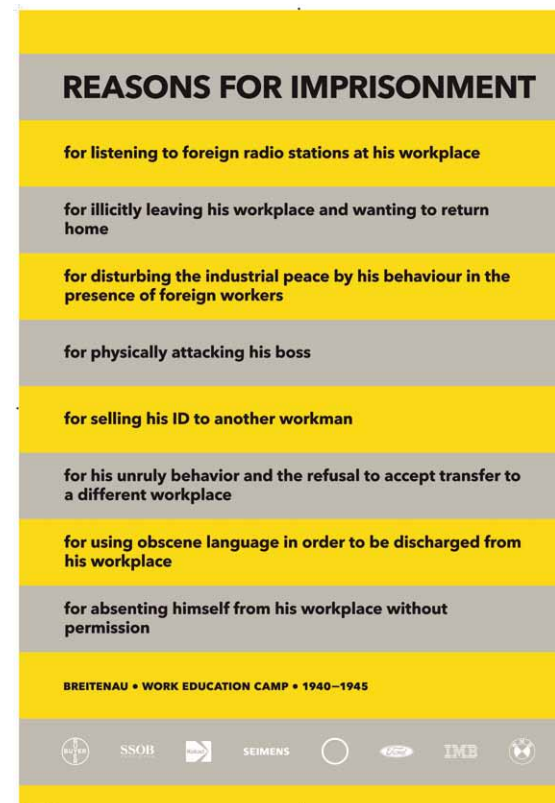 REASONS FOR IMPRISONMENT
for listening to foreign radio stations at his workplace
for illicitly leaving his workplace and wanting to return
home
for disturbing the industrial peace by his behaviour in the
presence of foreign workers
for physically attacking his boss
for selling his ID to another workman
for his unruly behavior and the refusal to accept transfer to
a different workplace
for using obscene language in order to be discharged from
his workplace
for absenting himself from his workplace without
permission
BREITENAU • WORK EDUCATION CAMP • 1940–1945
SSOB SEIMENS Ford IMB